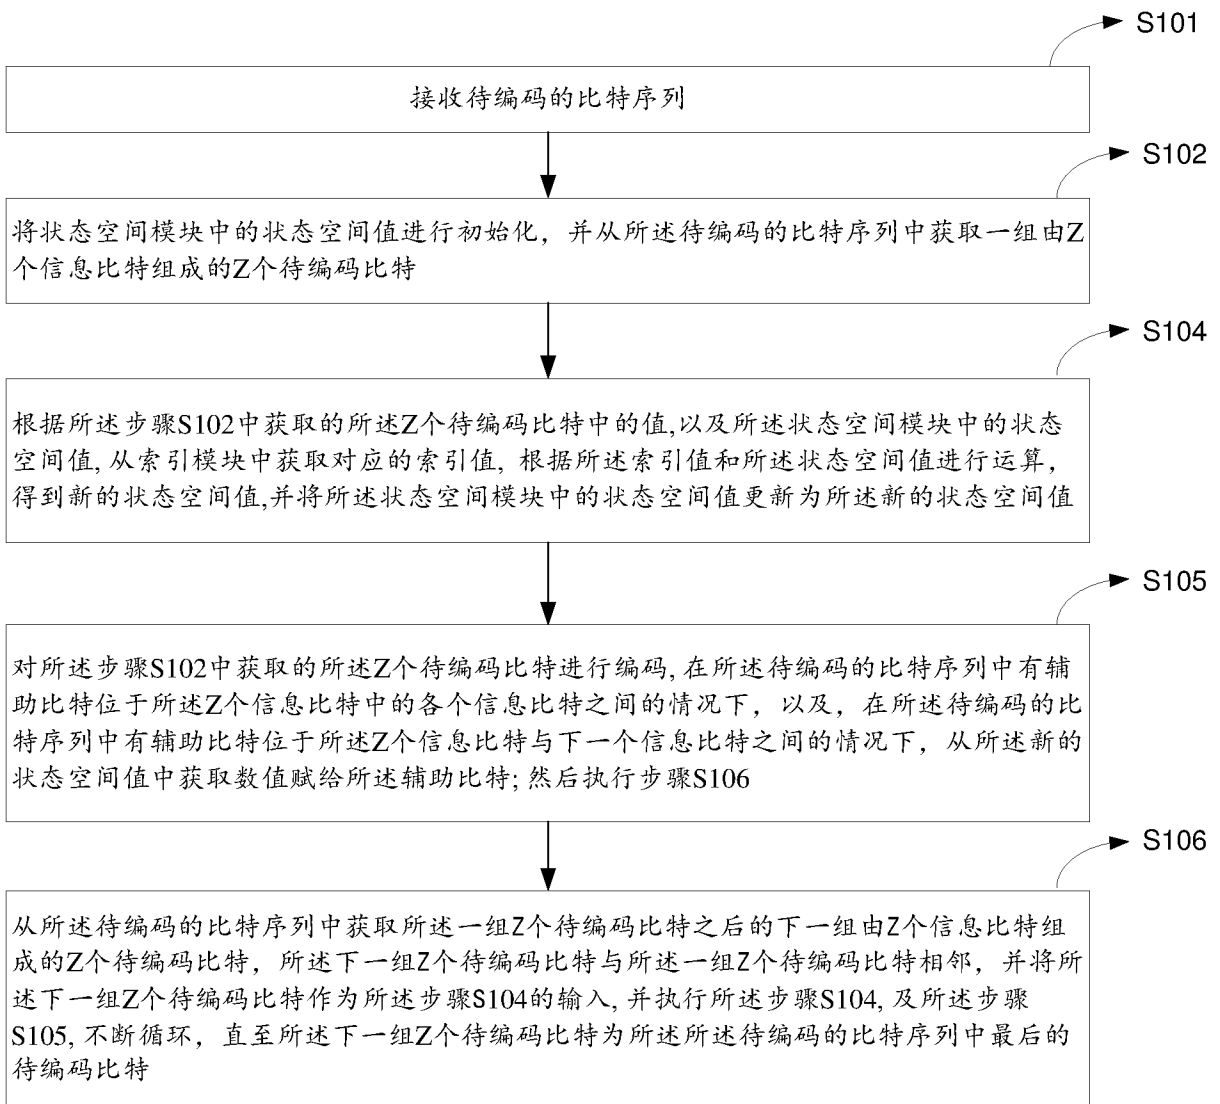 S101
接收待编码的比特序列
S102
将状态空间模块中的状态空间值进行初始化，并从所述待编码的比特序列中获取一组由Z
个信息比特组成的Z个待编码比特
S104
根据所述步骤S102中获取的所述Z个待编码比特中的值,以及所述状态空间模块中的状态
空间值,从索引模块中获取对应的索引值, 根据所述索引值和所述状态空间值进行运算，
得到新的状态空间值,并将所述状态空间模块中的状态空间值更新为所述新的状态空间值
S105
对所述步骤S102中获取的所述Z个待编码比特进行编码,在所述待编码的比特序列中有辅
助比特位于所述Z个信息比特中的各个信息比特之间的情况下，以及，在所述待编码的比
特序列中有辅助比特位于所述Z个信息比特与下一个信息比特之间的情况下，从所述新的
状态空间值中获取数值赋给所述辅助比特;然后执行步骤S106
S106
从所述待编码的比特序列中获取所述一组Z个待编码比特之后的下一组由Z个信息比特组
成的Z个待编码比特，所述下一组Z个待编码比特与所述一组Z个待编码比特相邻，并将所
述下一组Z个待编码比特作为所述步骤S104的输入,并执行所述步骤S104,及所述步骤
S105,不断循环，直至所述下一组Z个待编码比特为所述所述待编码的比特序列中最后的
待编码比特